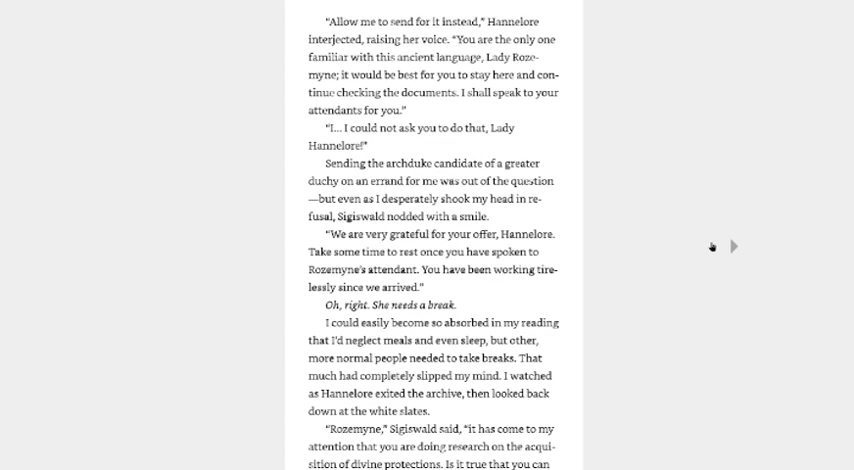 “Allow me to send for it instead,” Hannelore
interjected, raising her voice. “You are the only one
familiar with this ancient language, Lady Roze-
myne; it would be best for you to stay here and con-
tinue checking the documents. I shall speak to your
attendants for you.”
“I... I could not ask you to do that, Lady
Hannelore!”
Sending the archduke candidate of a greater
duchy on an errand for me was out of the question
—but even as I desperately shook my head in re-
fusal, Sigiswald nodded with a smile.
“We are very grateful for your offer, Hannelore.
Take some time to rest once you have spoken to
Rozemyne’s attendant. You have been working tire-
lessly since we arrived.”
Oh, right. She needs a break.
I could easily become so absorbed in my reading
that I’d neglect meals and even sleep, but other,
more normal people needed to take breaks. That
much had completely slipped my mind. I watched
as Hannelore exited the archive, then looked back
down at the white slates.
“Rozemyne,” Sigiswald said, “it has come to my
attention that you are doing research on the acqui-
sition of divine protections. Is it true that you can